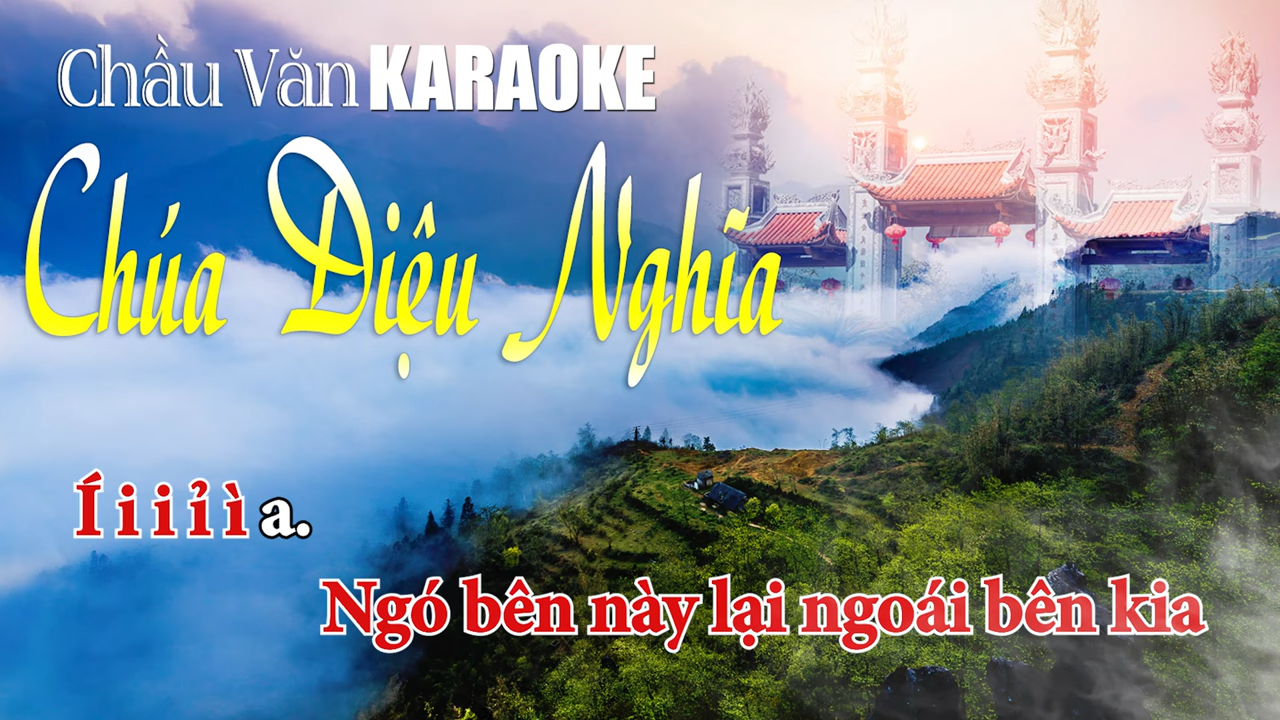 Chầu Văn KARAOKE
Chúa Diệu Nghĩa
Í i i ỉ ì a.
Ngó bên này lại ngoái bên kia